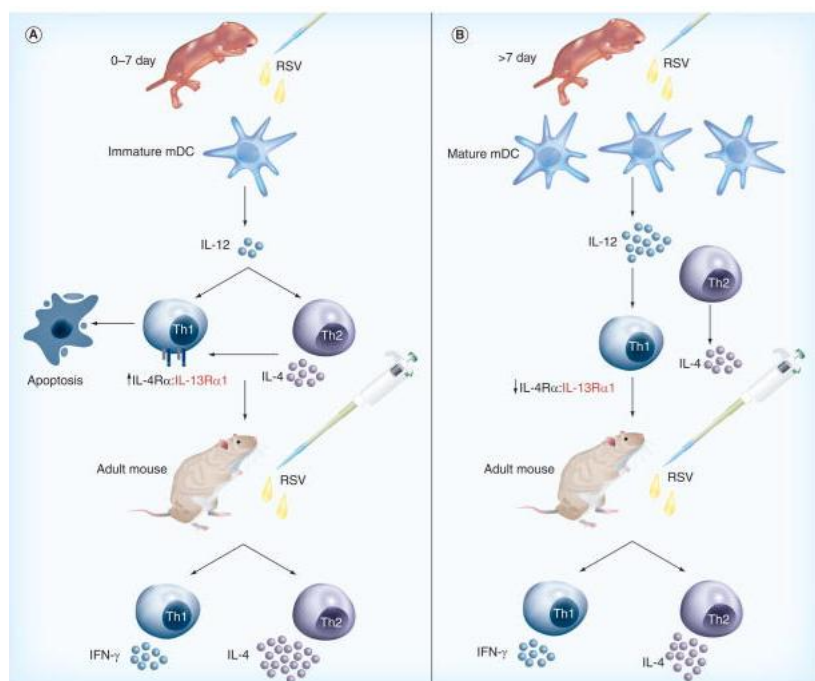 A
0–7 day
RSV
Immature mDC
IL-12
Th1
Th2
Apoptosis
↑IL-4Rα:IL-13Rα1
IL-4
Adult mouse
RSV
Th1
Th2
IFN-γ
IL-4
B
>7 day
RSV
Mature mDC
IL-12
Th2
Th1
IL-4
↓IL-4Rα:IL-13Rα1
Adult mouse
RSV
Th1
Th2
IFN-γ
IL-4